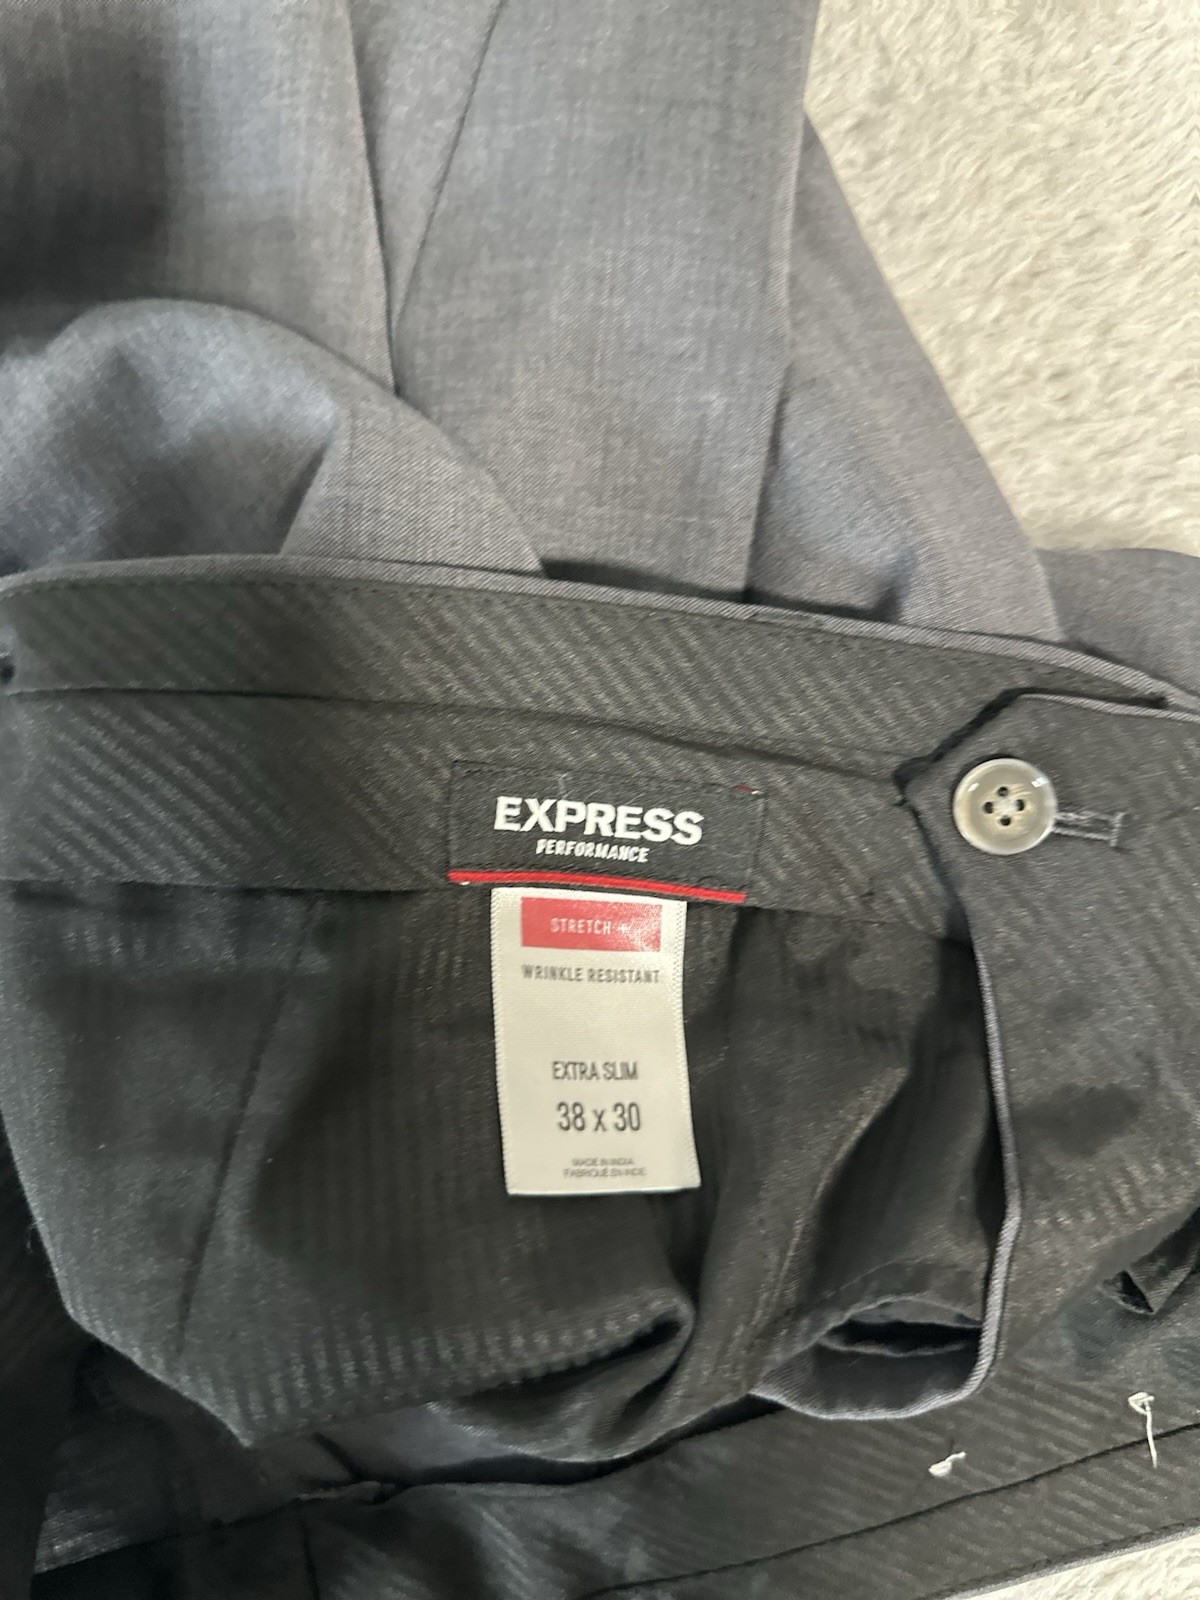 EXPRESS
PERFORMANCE
STRETCH +
WRINKLE RESISTANT
EXTRA SLIM
38 x 30
MADE IN INDIA
FABRIQUÉ EN INDE